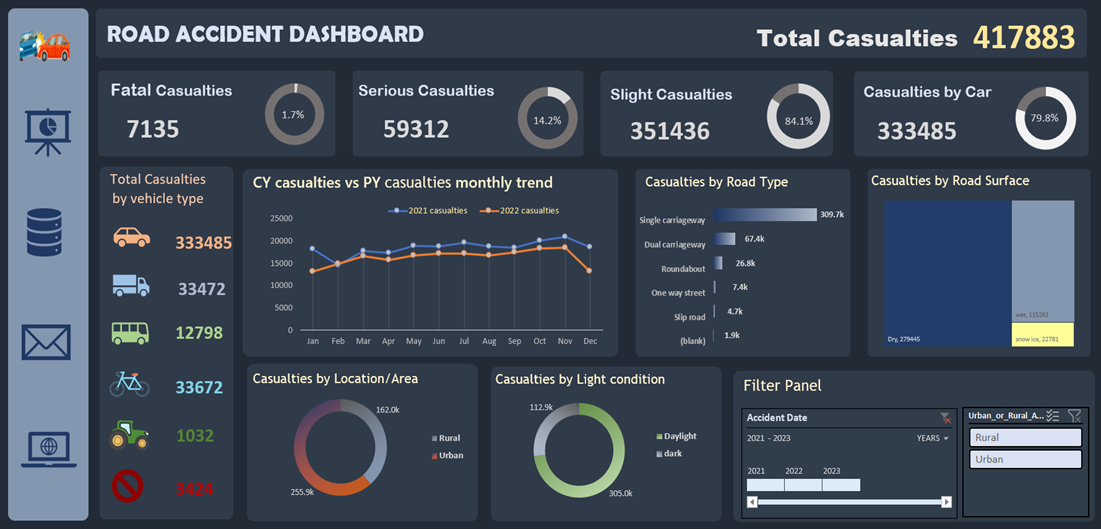 ROAD ACCIDENT DASHBOARD
Total Casualties 417883
Fatal Casualties
7135
1.7%
Serious Casualties
59312
14.2%
Slight Casualties
351436
84.1%
Casualties by Car
333485
79.8%
Total Casualties
by vehicle type
333485
33472
12798
33672
1032
3424
CY casualties vs PY casualties monthly trend
2021 casualties 2022 casualties
25000
20000
15000
10000
5000
0
Jan Feb Mar Apr May Jun Jul Aug Sep Oct Nov Dec
Casualties by Road Type
Single carriageway 309.7k
Dual carriageway 67.4k
Roundabout 26.8k
One way street 7.4k
Slip road 4.7k
(blank) 1.9k
Casualties by Road Surface
wet, 115261
Dry, 279445
snow ice, 22781
Casualties by Location/Area
162.0k
Rural
Urban
255.9k
Casualties by Light condition
112.9k
Daylight
dark
305.0k
Filter Panel
Accident Date
2021 - 2023 YEARS
2021 2022 2023
Urban_or_Rural_A...
Rural
Urban